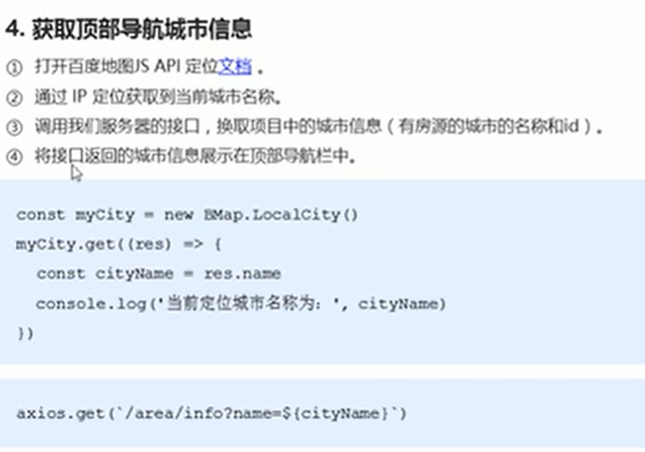 4. 获取顶部导航城市信息
① 打开百度地图JS API 定位文档 。
② 通过 IP 定位获取到当前城市名称。
③ 调用我们服务器的接口，换取项目中的城市信息（有房源的城市的名称和id）。
④ 将接口返回的城市信息展示在顶部导航栏中。
const myCity = new BMap.LocalCity()
myCity.get((res) => {
  const cityName = res.name
  console.log('当前定位城市名称为: ', cityName)
})
axios.get(`/area/info?name=${cityName}`)